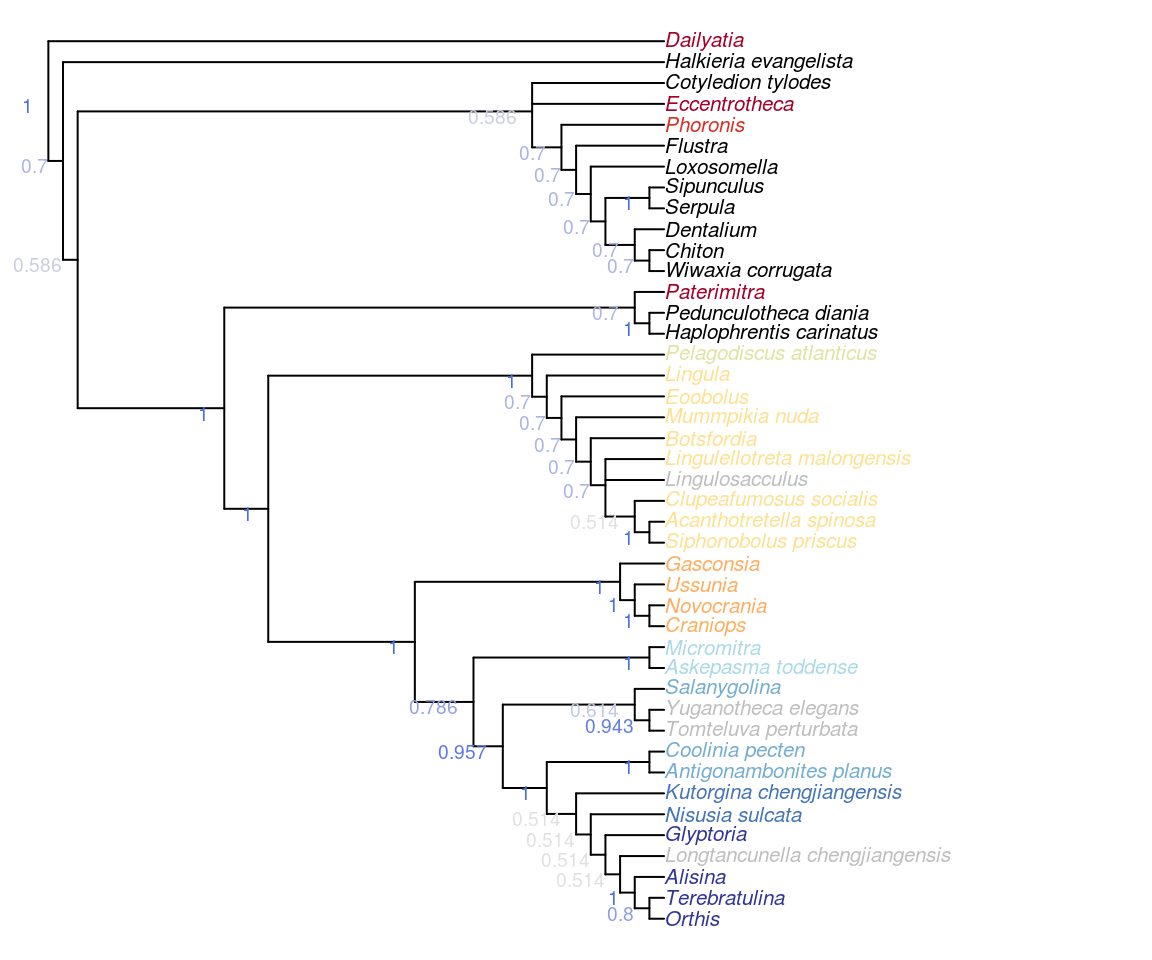 Dailyatia
1
Halkieria evangelista
Cotyledion tylodes
0.586
Eccentrotheca
Phoronis
0.7
Flustra
0.7
Loxosomella
0.7
Sipunculus
0.7
1
Serpula
0.7
Dentalium
0.7
Chiton
0.7
Wiwaxia corrugata
0.586
Paterimitra
0.7
Pedunculotheca diania
1
Haplophrentis carinatus
Pelagodiscus atlanticus
1
Lingula
0.7
Eoobolus
0.7
Mummpikia nuda
1
0.7
Botsfordia
0.7
Lingulellotreta malongensis
0.7
Lingulosacculus
Clupeafumosus socialis
1
0.514
Acanthotretella spinosa
1
Siphonobolus priscus
Gasconsia
1
Ussunia
1
Novocrania
1
Craniops
1
Micromitra
1
Askepasma toddense
Salanygolina
0.786
0.614
Yuganotheca elegans
0.943
Tomteluva perturbata
0.957
Coolinia pecten
1
Antigonambonites planus
1
Kutorgina chengjiangensis
0.514
Nisusia sulcata
0.514
Glyptoria
0.514
Longtancunella chengjiangensis
0.514
Alisina
1
Terebratulina
0.8
Orthis